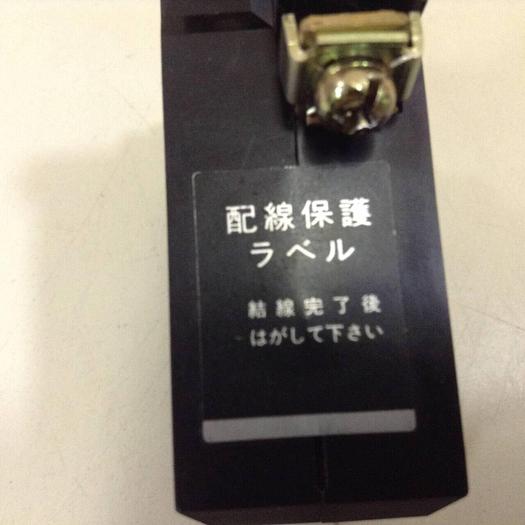 配線保護
ラベル
結線完了後
はがして下さい